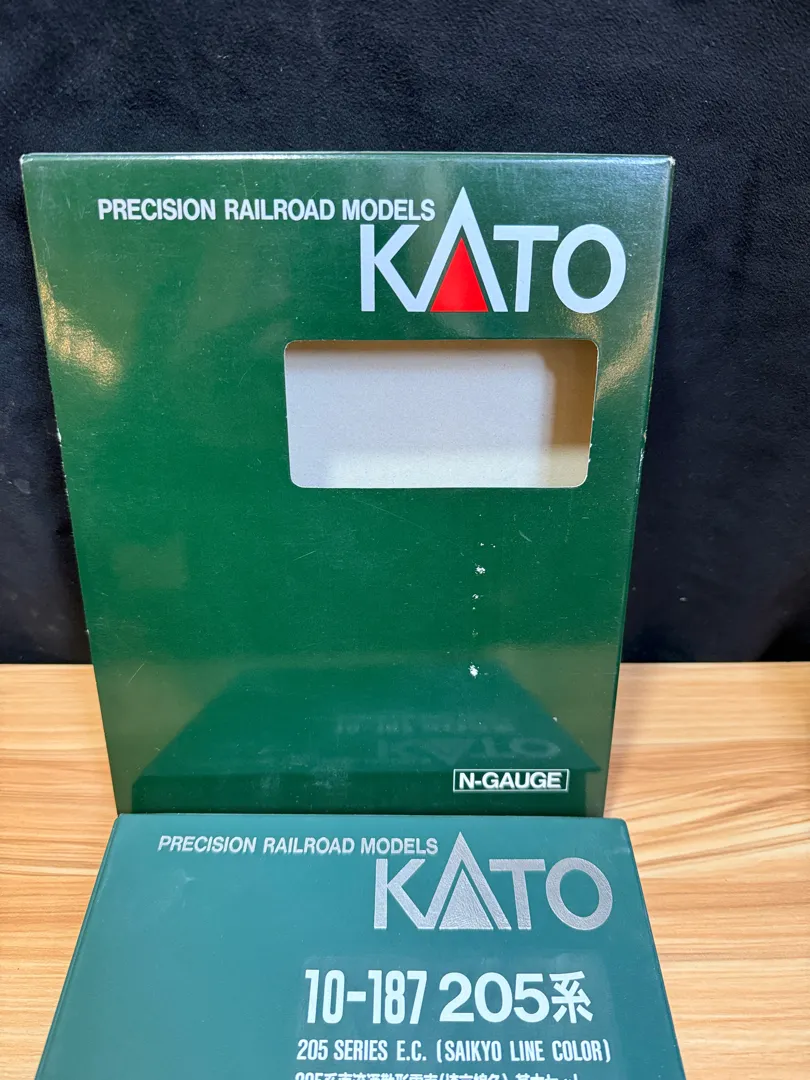 PRECISION RAILROAD MODELS
KATO
N-GAUGE
PRECISION RAILROAD MODELS
KATO
10-187 205系
205 SERIES E.C. (SAIKYO LINE COLOR)